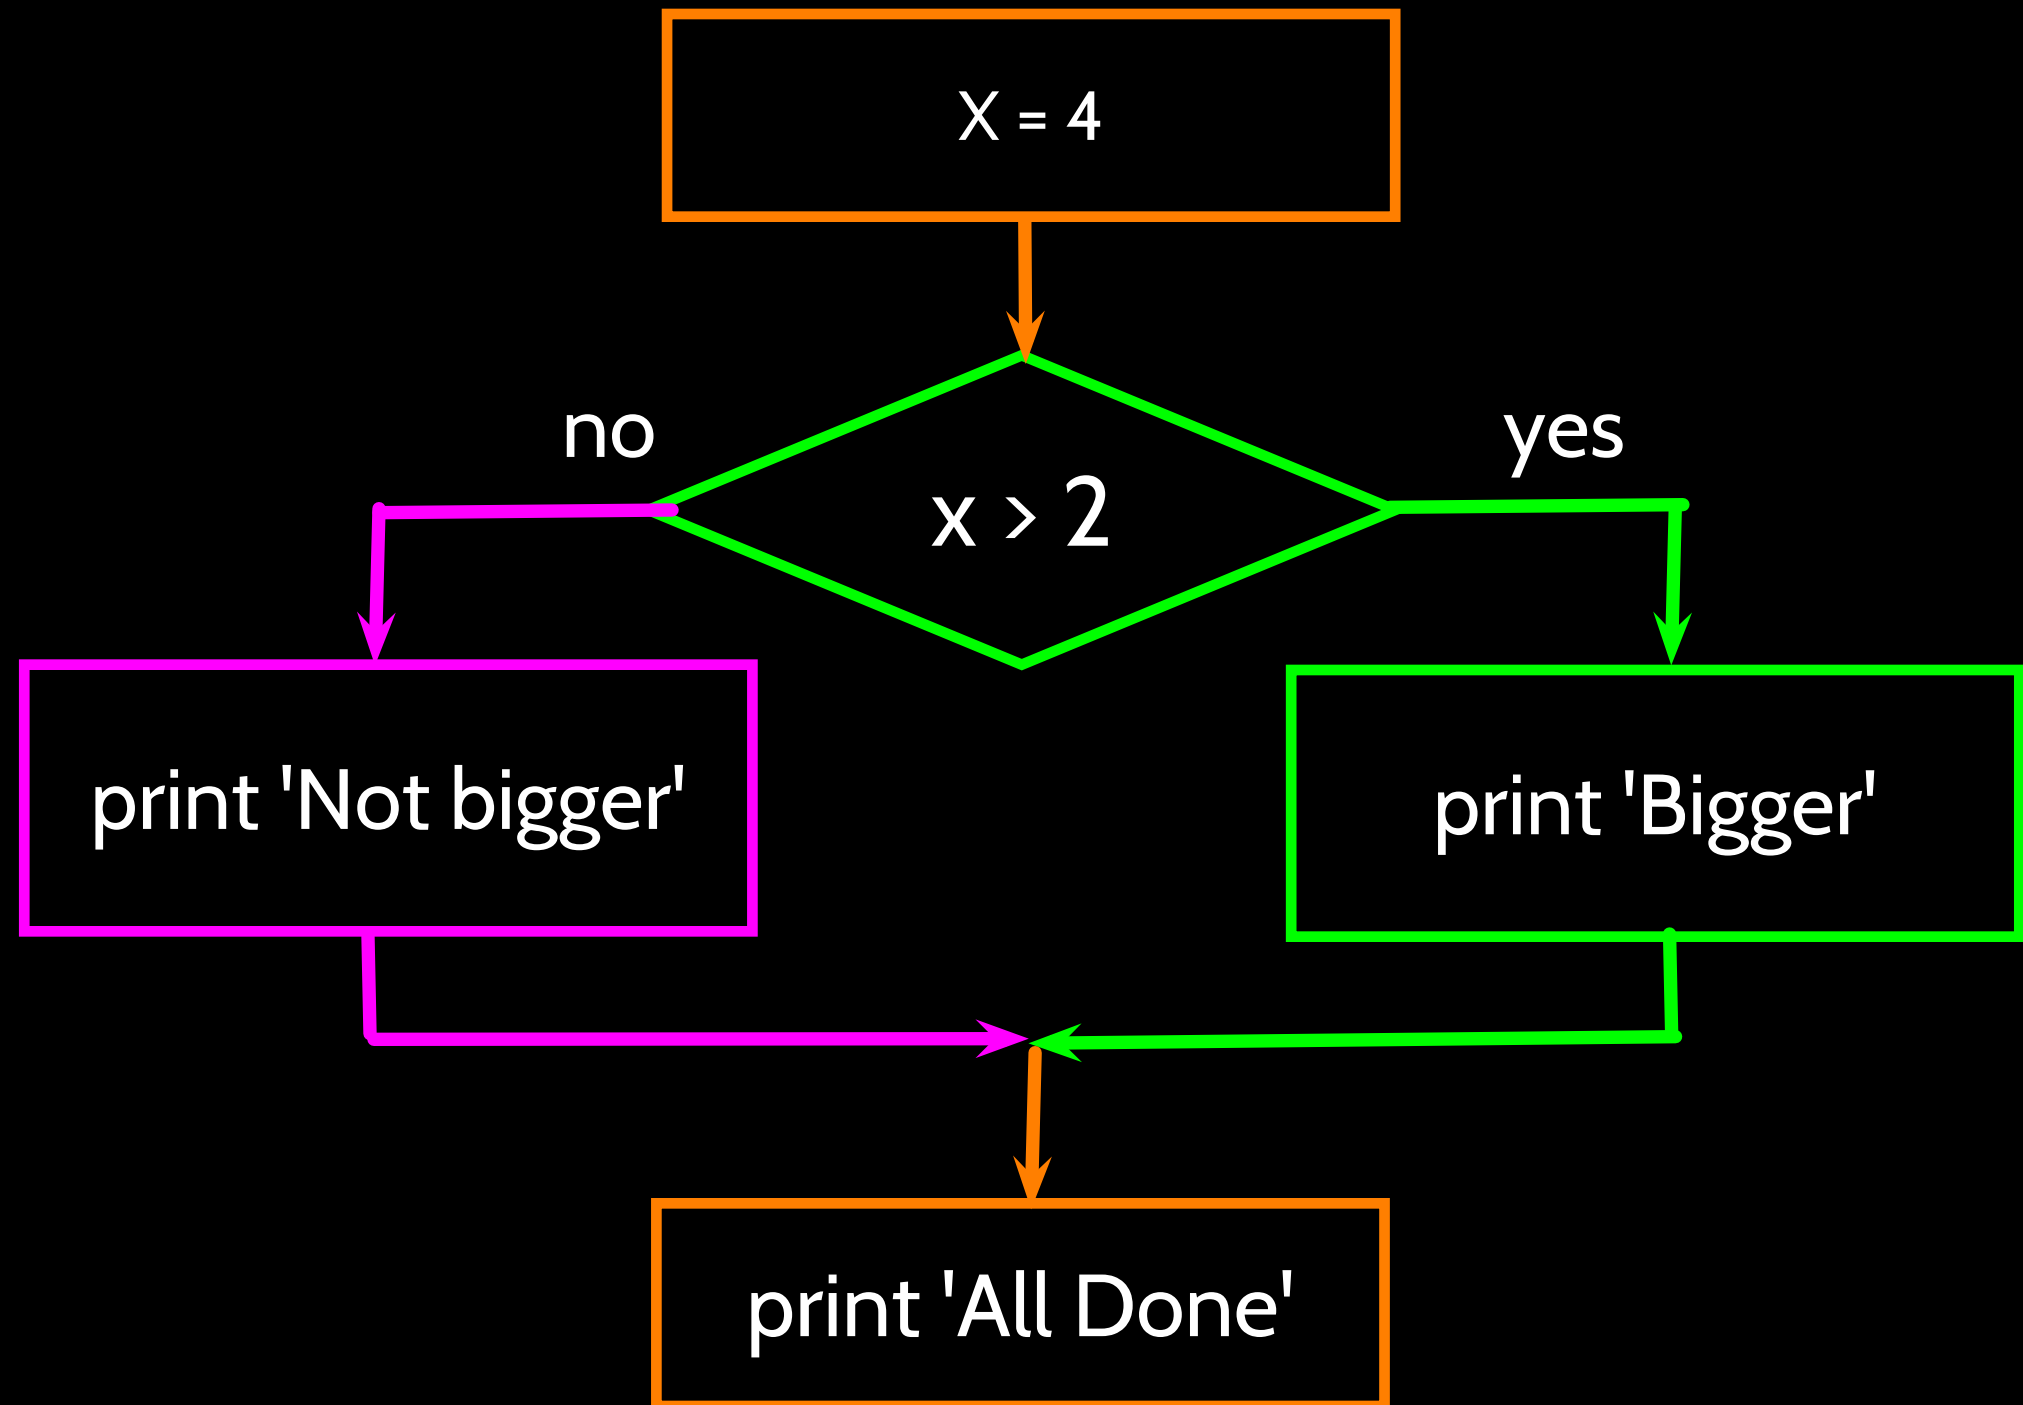 X = 4
no
yes
x > 2
print 'Not bigger'
print 'Bigger'
print 'All Done'